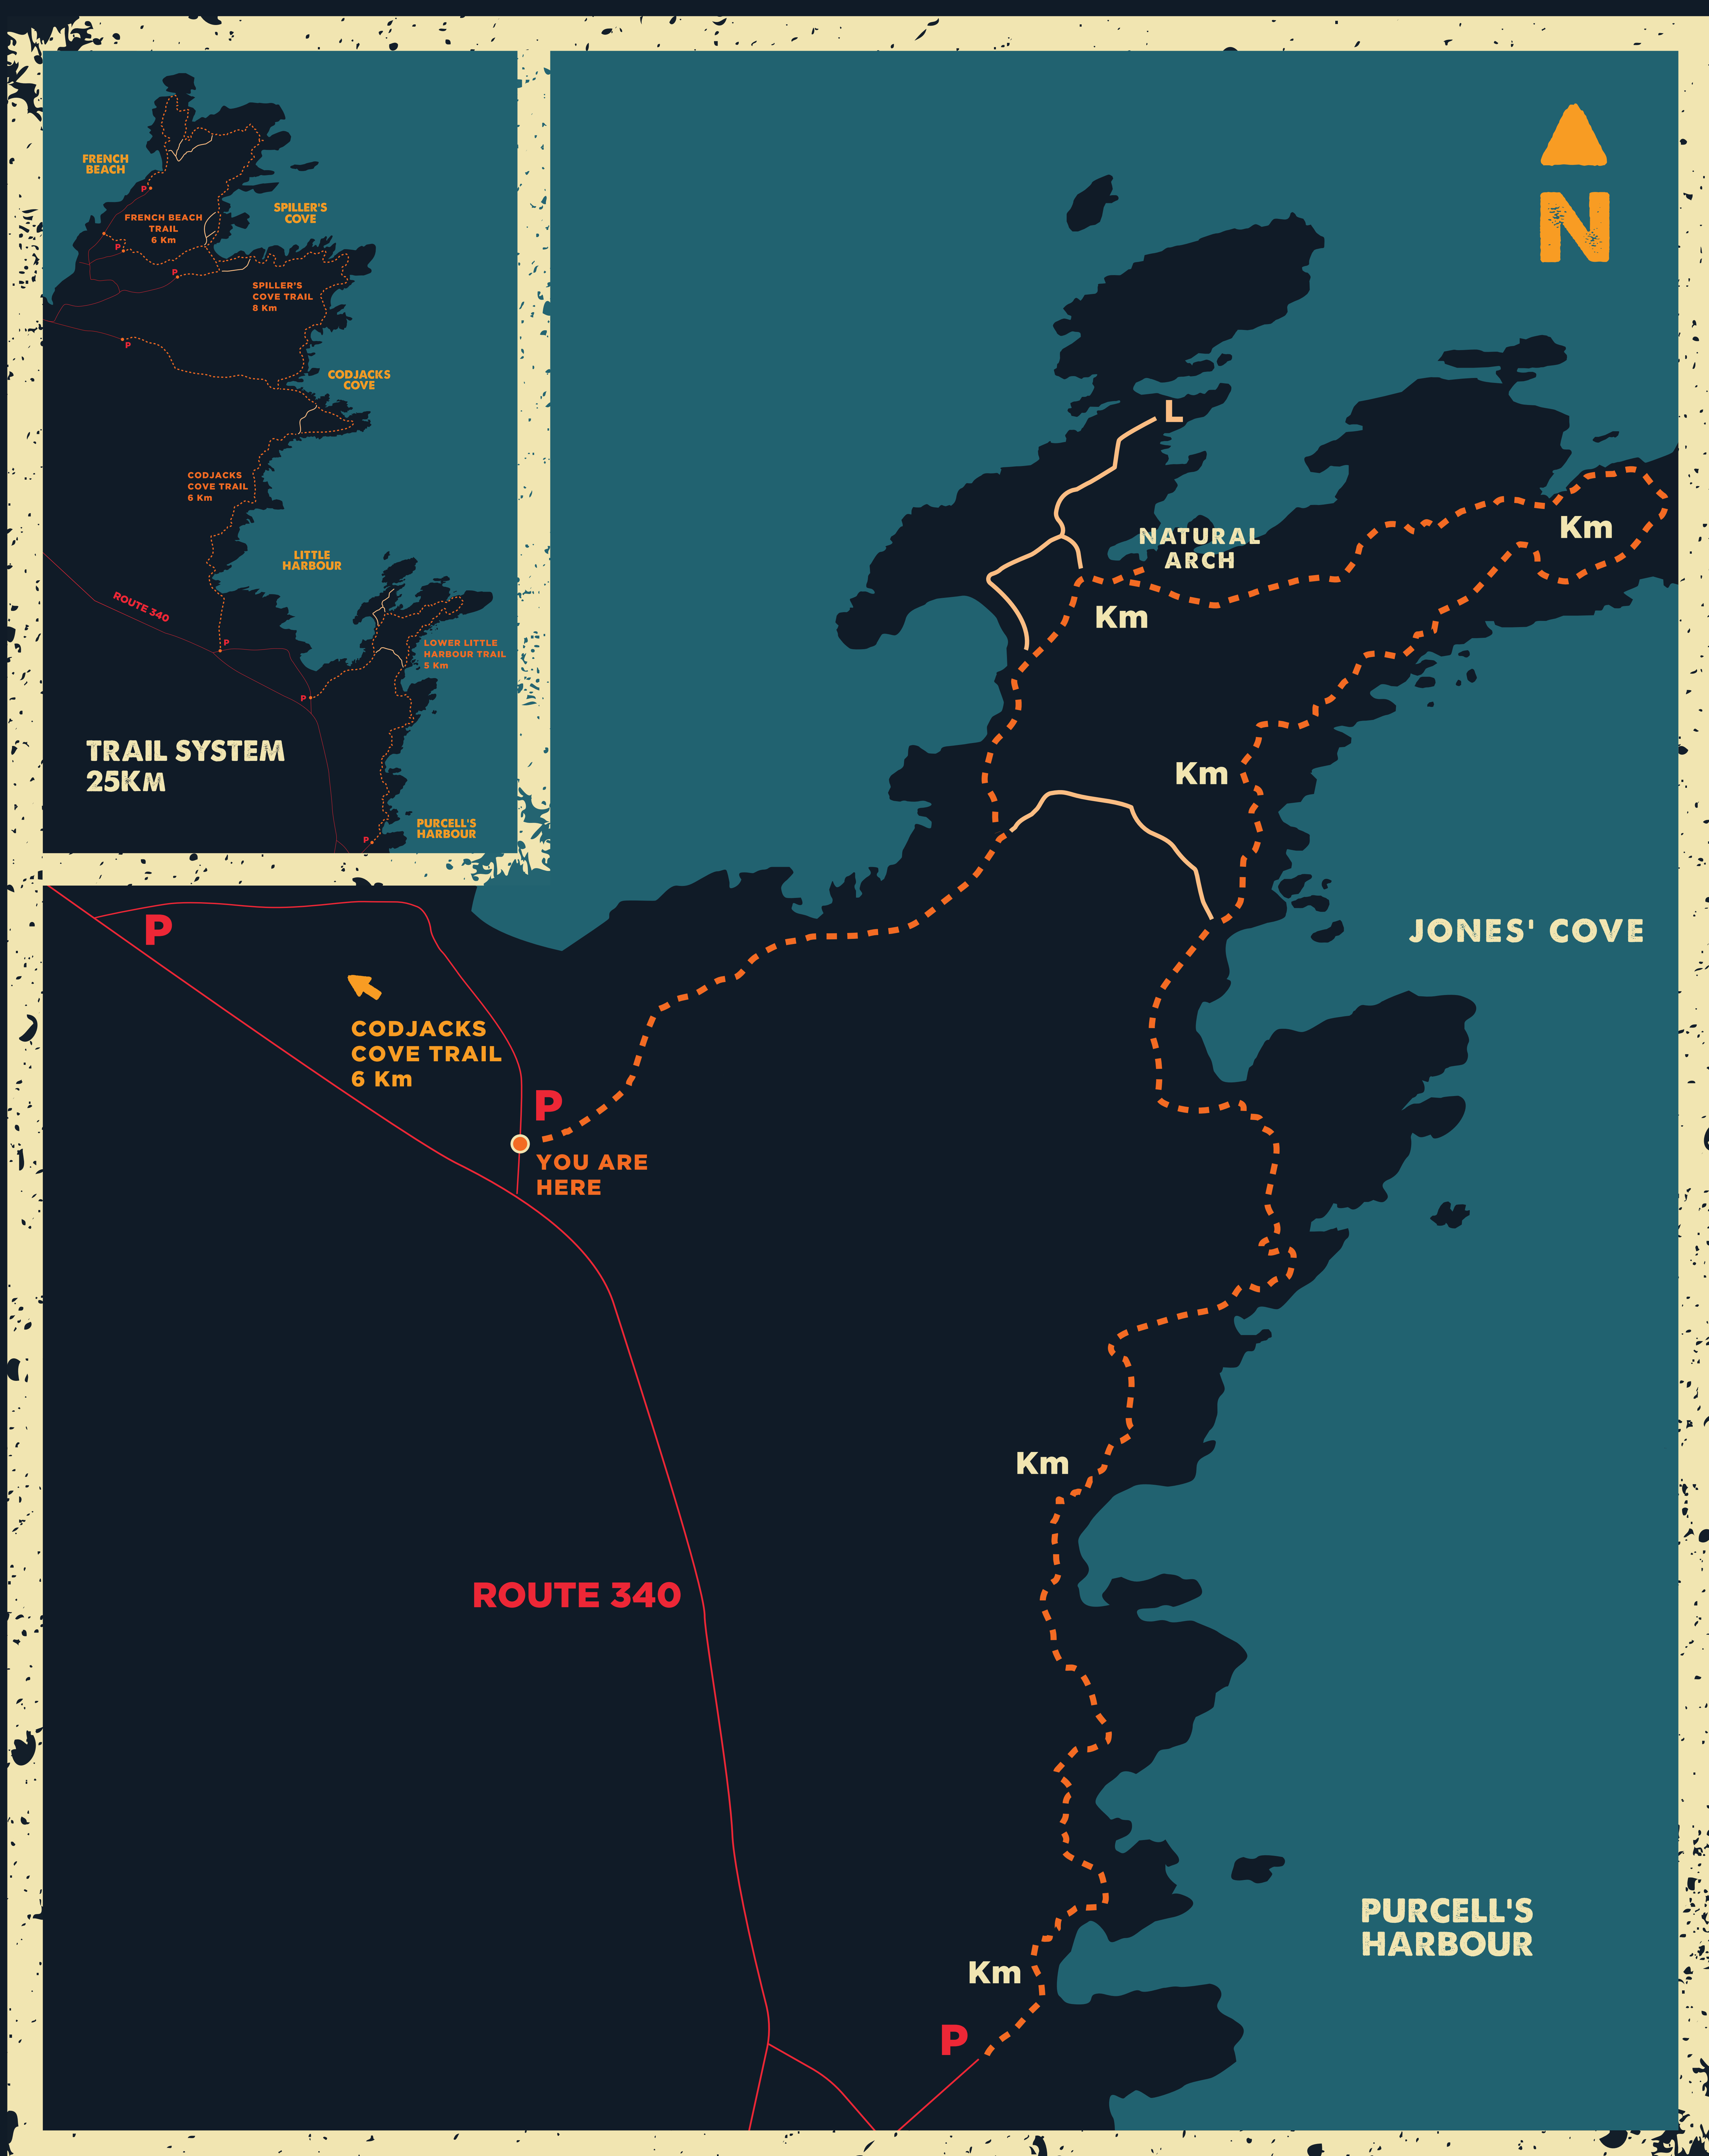 FRENCH
BEACH
P
FRENCH BEACH
TRAIL
6 Km
P
P
SPILLER'S
COVE
SPILLER'S
COVE TRAIL
8 Km
P
CODJACKS
COVE
CODJACKS
COVE TRAIL
6 Km
LITTLE
HARBOUR
ROUTE 340
P
LOWER LITTLE
HARBOUR TRAIL
5 Km
P
TRAIL SYSTEM
25KM
PURCELL'S
HARBOUR
P
N
L
NATURAL
ARCH
Km
Km
Km
P
JONES' COVE
CODJACKS
COVE TRAIL
6 Km
P
YOU ARE
HERE
Km
ROUTE 340
PURCELL'S
HARBOUR
Km
P